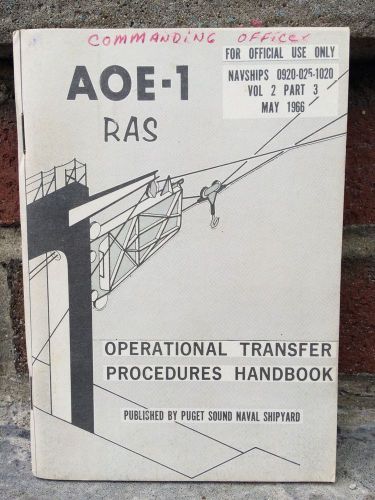 COMMANDING OFFICER
FOR OFFICIAL USE ONLY
AOE-1
RAS
NAVSHIPS 0920-025-1020
VOL 2 PART 3
MAY 1966
OPERATIONAL TRANSFER
PROCEDURES HANDBOOK
PUBLISHED BY PUGET SOUND NAVAL SHIPYARD